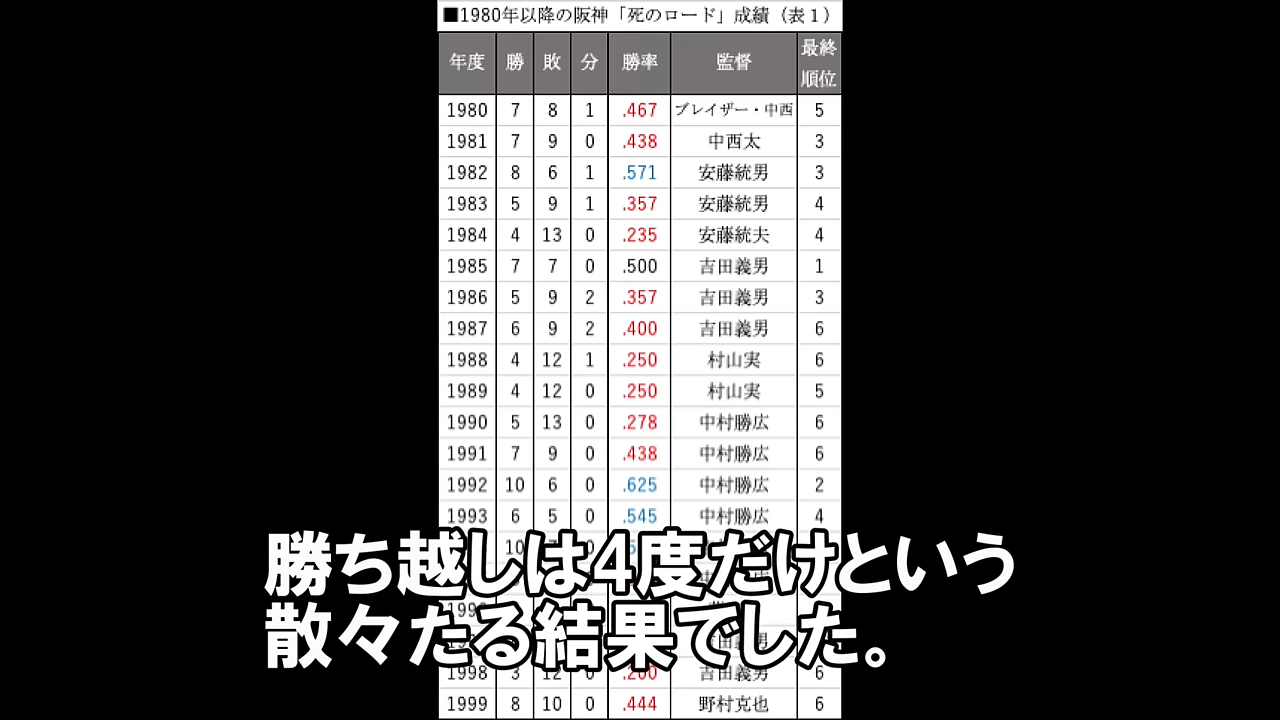 ■1980年以降の阪神「死のロード」成績（表１）
年度 勝 敗 分 勝率 監督 最終順位
1980 7 8 1 .467 ブレイザー・中西 5
1981 7 9 0 .438 中西太 3
1982 8 6 1 .571 安藤統男 3
1983 5 9 1 .357 安藤統男 4
1984 4 13 0 .235 安藤統夫 4
1985 7 7 0 .500 吉田義男 1
1986 5 9 2 .357 吉田義男 3
1987 6 9 2 .400 吉田義男 6
1988 4 12 1 .250 村山実 6
1989 4 12 0 .250 村山実 5
1990 5 13 0 .278 中村勝広 6
1991 7 9 0 .438 中村勝広 6
1992 10 6 0 .625 中村勝広 2
1993 6 5 0 .545 中村勝広 4
10
勝ち越しは4度だけという
散々たる結果でした。
1998 3 12 0 .200 吉田義男 6
1999 8 10 0 .444 野村克也 6